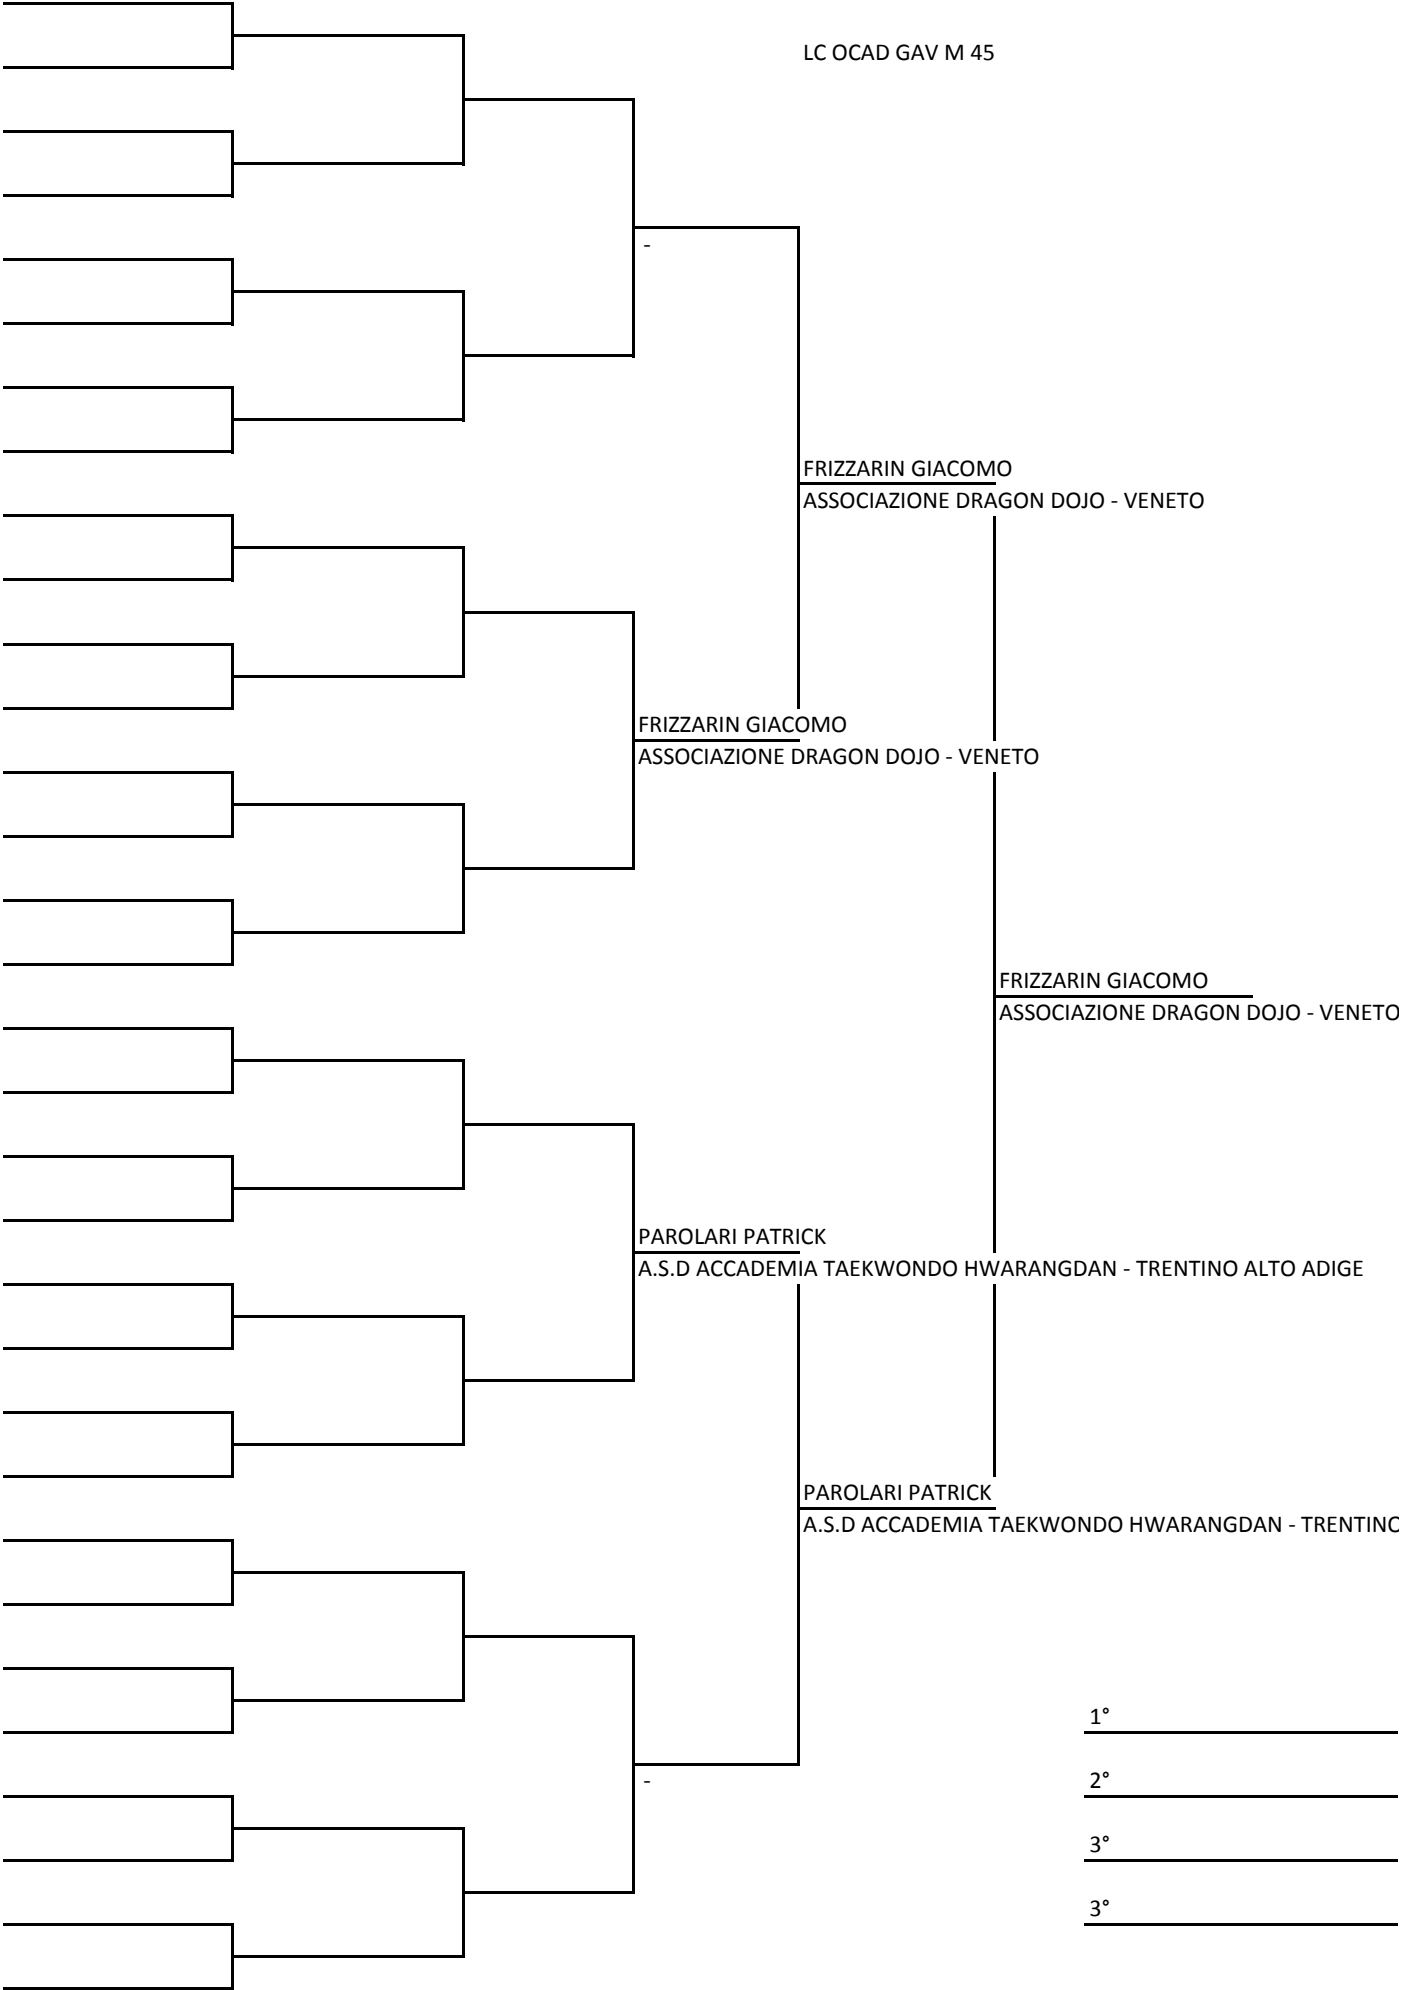 LC OCAD GAV M 45
-
FRIZZARIN GIACOMO
ASSOCIAZIONE DRAGON DOJO - VENETO
FRIZZARIN GIACOMO
ASSOCIAZIONE DRAGON DOJO - VENETO
FRIZZARIN GIACOMO
ASSOCIAZIONE DRAGON DOJO - VENETO
PAROLARI PATRICK
A.S.D ACCADEMIA TAEKWONDO HWARANGDAN - TRENTINO ALTO ADIGE
PAROLARI PATRICK
A.S.D ACCADEMIA TAEKWONDO HWARANGDAN - TRENTINO
1°
-
2°
3°
3°